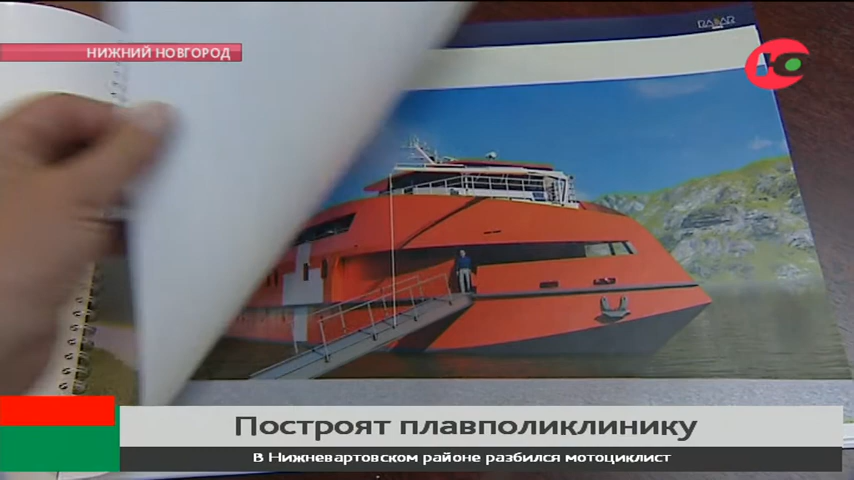 НИЖНИЙ НОВГОРОД
Построят плавполиклинику
В Нижневартовском районе разбился мотоциклист